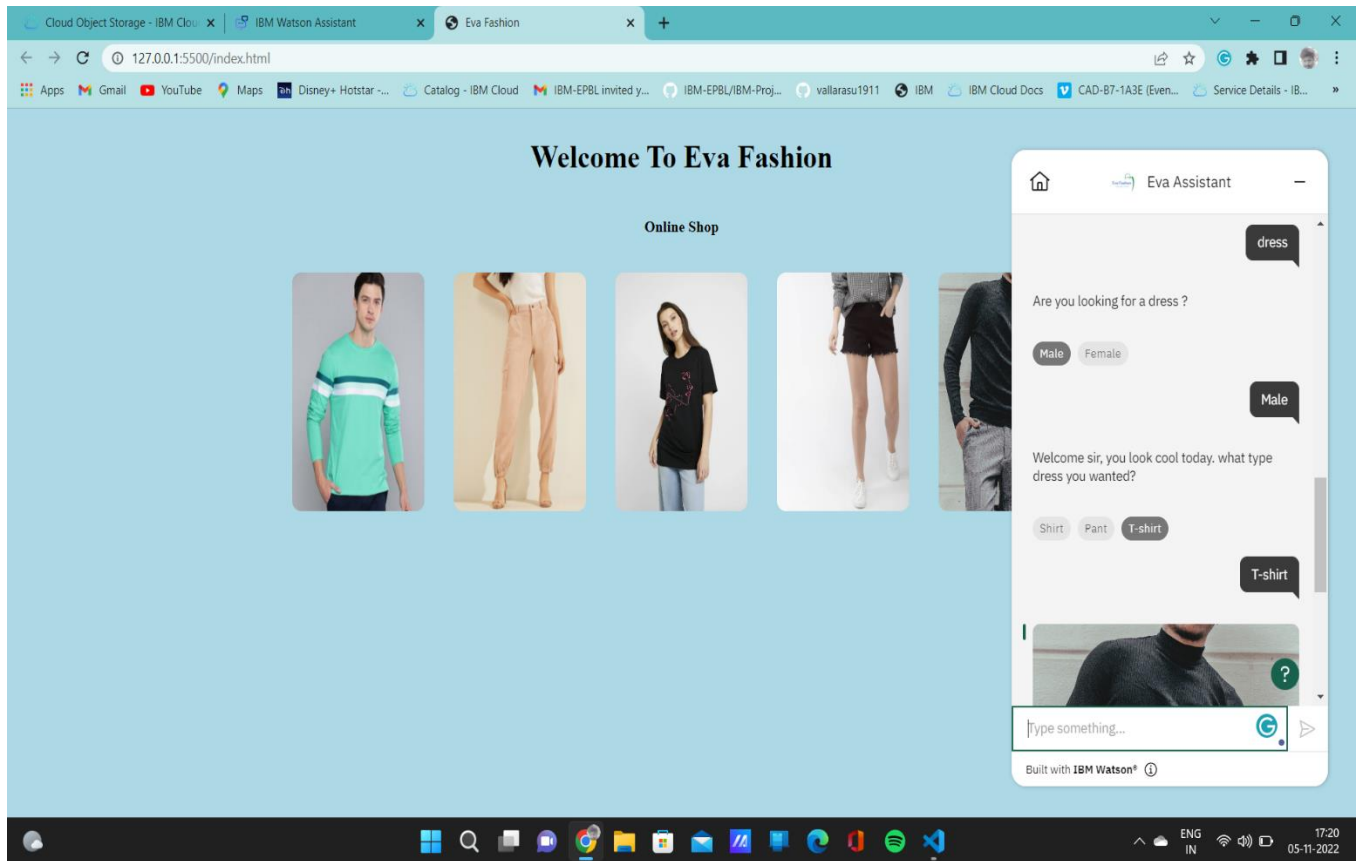 Cloud Object Storage - IBM Clou
IBM Watson Assistant
Eva Fashion
127.0.0.1:5500/index.html
Apps
Gmail
YouTube
Maps
Disney+ Hotstar -...
Catalog - IBM Cloud
IBM-EPBL invited y...
IBM-EPBL/IBM-Proj...
vallarasu1911
IBM
IBM Cloud Docs
CAD-B7-1A3E (Even...
Service Details - IB...
»
Welcome To Eva Fashion
Online Shop
Eva Assistant
dress
Are you looking for a dress ?
Male
Female
Male
Welcome sir, you look cool today. what type
dress you wanted?
Shirt
Pant
T-shirt
T-shirt
?
Type something...
Built with IBM Watson®
ENG
IN
17:20
05-11-2022